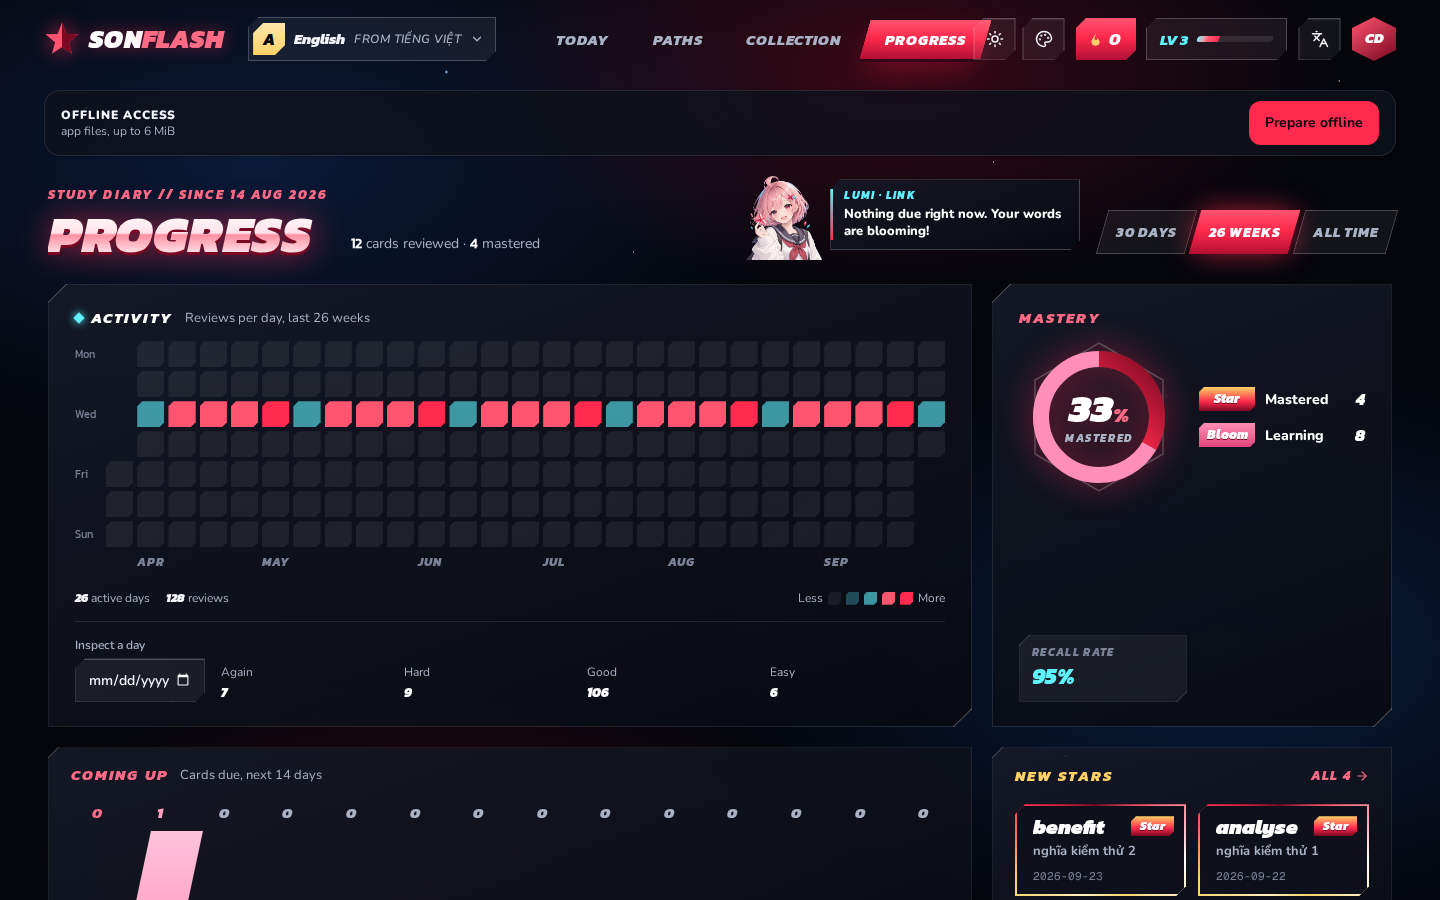 SONFLASH
A English FROM TIẾNG VIỆT
TODAY PATHS COLLECTION PROGRESS
0
LV 3
CD
OFFLINE ACCESS
app files, up to 6 MiB
Prepare offline
STUDY DIARY // SINCE 14 AUG 2026
PROGRESS
12 cards reviewed · 4 mastered
LUMI · LINK
Nothing due right now. Your words
are blooming!
30 DAYS 26 WEEKS ALL TIME
ACTIVITY Reviews per day, last 26 weeks
Mon
Wed
Fri
Sun
APR MAY JUN JUL AUG SEP
26 active days 128 reviews
Less More
Inspect a day
mm/dd/yyyy
Again
7
Hard
9
Good
106
Easy
6
MASTERY
33%
MASTERED
Star Mastered 4
Bloom Learning 8
RECALL RATE
95%
COMING UP Cards due, next 14 days
0 1 0 0 0 0 0 0 0 0 0 0 0 0
NEW STARS
ALL 4 →
benefit Star
nghĩa kiểm thử 2
2026-09-23
analyse Star
nghĩa kiểm thử 1
2026-09-22